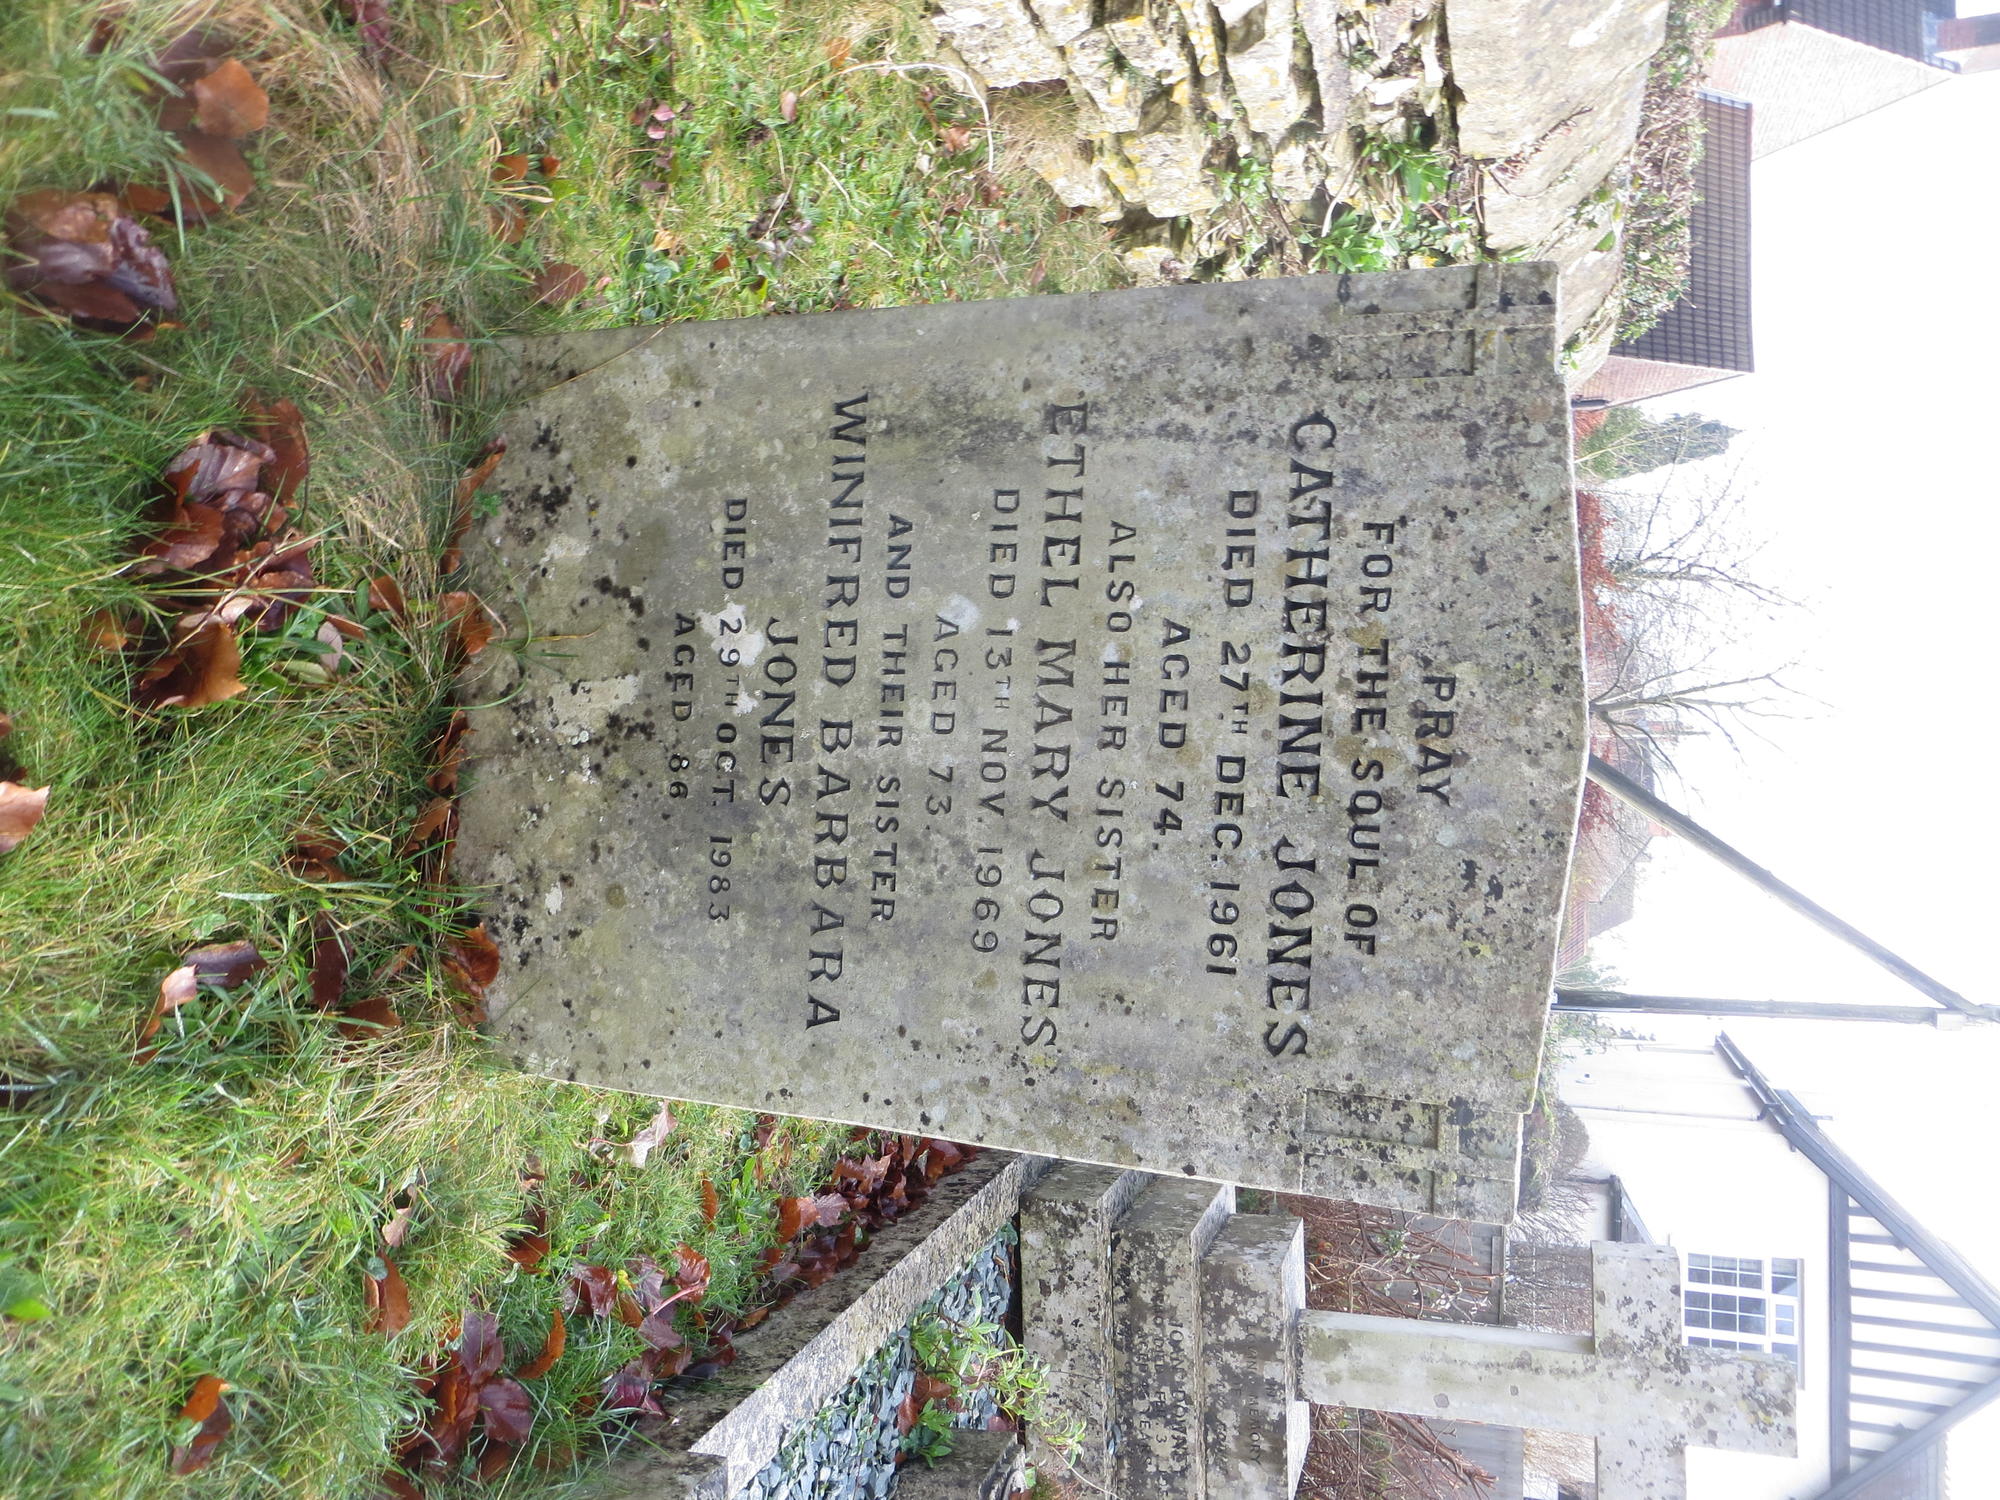 PRAY
FOR THE SOUL OF
CATHERINE JONES
DIED 27TH DEC. 1961
AGED 74.
ALSO HER SISTER
ETHEL MARY JONES
DIED 13TH NOV. 1969
AGED 73.
AND THEIR SISTER
WINIFRED BARBARA
JONES
DIED 29TH OCT. 1983
AGED 86
MEMORY